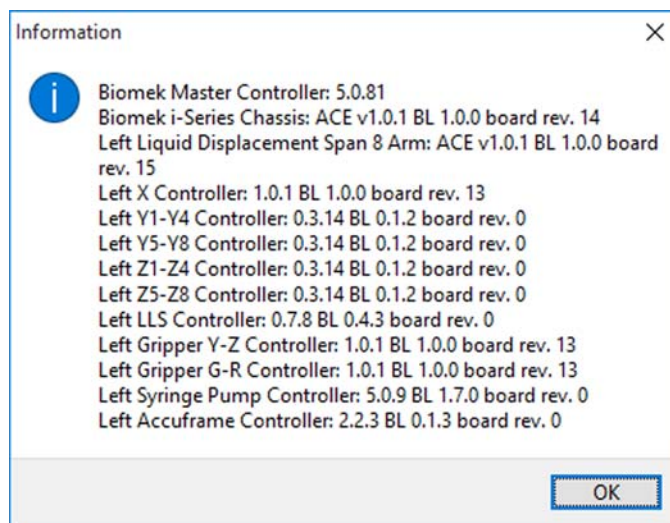 Information
Biomek Master Controller: 5.0.81
Biomek i-Series Chassis: ACE v1.0.1 BL 1.0.0 board rev. 14
Left Liquid Displacement Span 8 Arm: ACE v1.0.1 BL 1.0.0 board
rev. 15
Left X Controller: 1.0.1 BL 1.0.0 board rev. 13
Left Y1-Y4 Controller: 0.3.14 BL 0.1.2 board rev. 0
Left Y5-Y8 Controller: 0.3.14 BL 0.1.2 board rev. 0
Left Z1-Z4 Controller: 0.3.14 BL 0.1.2 board rev. 0
Left Z5-Z8 Controller: 0.3.14 BL 0.1.2 board rev. 0
Left LLS Controller: 0.7.8 BL 0.4.3 board rev. 0
Left Gripper Y-Z Controller: 1.0.1 BL 1.0.0 board rev. 13
Left Gripper G-R Controller: 1.0.1 BL 1.0.0 board rev. 13
Left Syringe Pump Controller: 5.0.9 BL 1.7.0 board rev. 0
Left Accuframe Controller: 2.2.3 BL 0.1.3 board rev. 0
OK